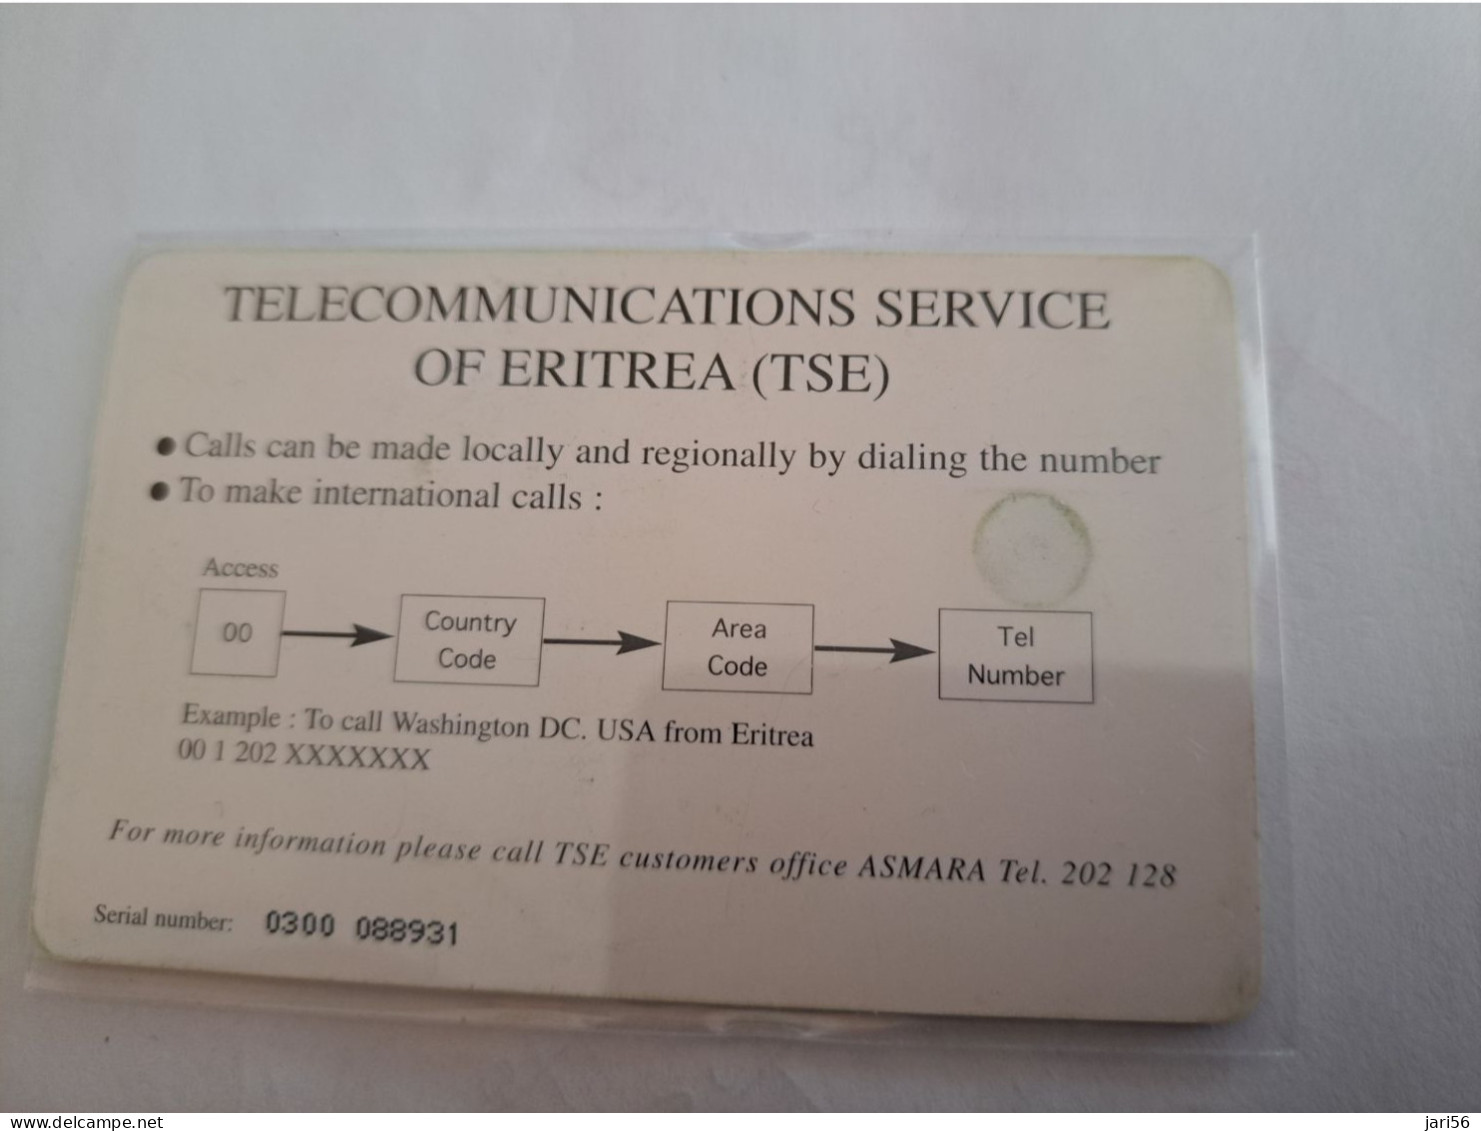 TELECOMMUNICATIONS SERVICE
OF ERITREA (TSE)
● Calls can be made locally and regionally by dialing the number
● To make international calls :
Access
00
Country
Code
Area
Code
Tel
Number
Example : To call Washington DC. USA from Eritrea
00 1 202 XXXXXXX
For more information please call TSE customers office ASMARA Tel. 202 128
Serial number: 0300 088931
www.delcampe.net
jari56